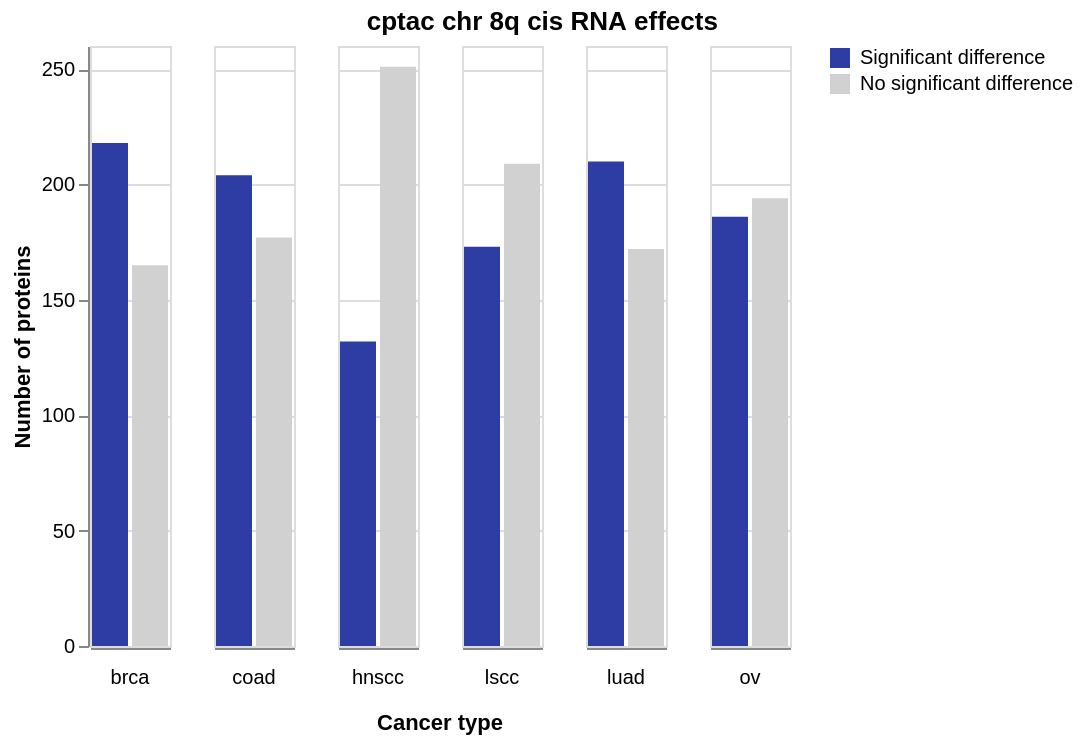 cptac chr 8q cis RNA effects
Significant difference
No significant difference
Number of proteins
250
200
150
100
50
0
brca coad hnscc lscc luad ov
Cancer type